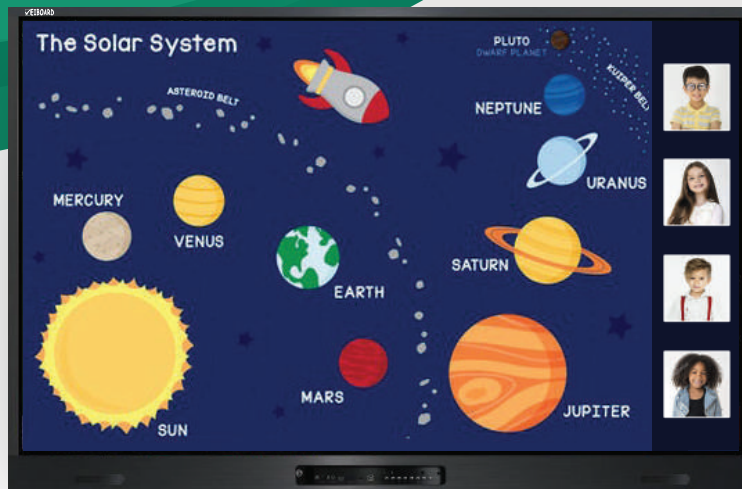 VEIBOARD
The Solar System
PLUTO
DWARF PLANET
KUIPER BELT
ASTEROID BELT
NEPTUNE
URANUS
MERCURY
VENUS
EARTH
SATURN
MARS
JUPITER
SUN